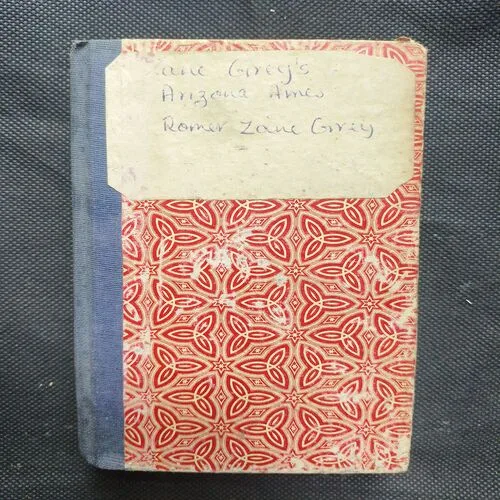 ane Grey's
Arizona Ames
Romer Zane Grey